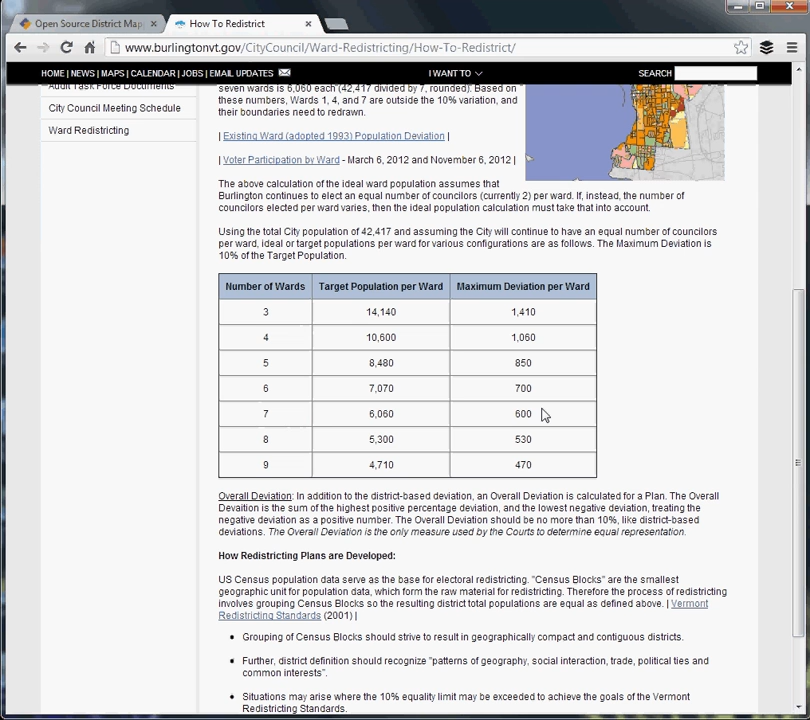 Open Source District Map
How To Redistrict
www.burlingtonvt.gov/CityCouncil/Ward-Redistricting/How-To-Redistrict/
HOME | NEWS | MAPS | CALENDAR | JOBS | EMAIL UPDATES
I WANT TO
SEARCH
Audit Task Force Documents
City Council Meeting Schedule
Ward Redistricting
seven wards is 6,060 each (42,417 divided by 7, rounded). Based on
these numbers, Wards 1, 4, and 7 are outside the 10% variation, and
their boundaries need to redrawn.
| Existing Ward (adopted 1993) Population Deviation |
| Voter Participation by Ward - March 6, 2012 and November 6, 2012 |
The above calculation of the ideal ward population assumes that
Burlington continues to elect an equal number of councilors (currently 2) per ward. If, instead, the number of
councilors elected per ward varies, then the ideal population calculation must take that into account.
Using the total City population of 42,417 and assuming the City will continue to have an equal number of councilors
per ward, ideal or target populations per ward for various configurations are as follows. The Maximum Deviation is
10% of the Target Population.
Number of Wards Target Population per Ward Maximum Deviation per Ward
3 14,140 1,410
4 10,600 1,060
5 8,480 850
6 7,070 700
7 6,060 600
8 5,300 530
9 4,710 470
Overall Deviation: In addition to the district-based deviation, an Overall Deviation is calculated for a Plan. The Overall
Devaition is the sum of the highest positive percentage deviation, and the lowest negative deviation, treating the
negative deviation as a positive number. The Overall Deviation should be no more than 10%, like district-based
deviations. The Overall Deviation is the only measure used by the Courts to determine equal representation.
How Redistricting Plans are Developed:
US Census population data serve as the base for electoral redistricting. "Census Blocks" are the smallest
geographic unit for population data, which form the raw material for redistricting. Therefore the process of redistricting
involves grouping Census Blocks so the resulting district total populations are equal as defined above. | Vermont
Redistricting Standards (2001) |
• Grouping of Census Blocks should strive to result in geographically compact and contiguous districts.
• Further, district definition should recognize "patterns of geography, social interaction, trade, political ties and
common interests".
• Situations may arise where the 10% equality limit may be exceeded to achieve the goals of the Vermont
Redistricting Standards.